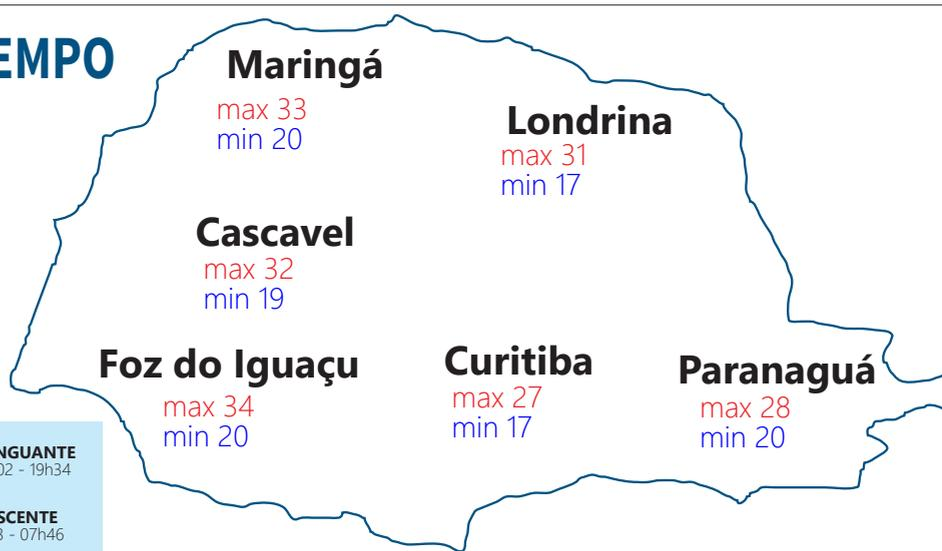 EMPO
Maringá
max 33
min 20
Londrina
max 31
min 17
Cascavel
max 32
min 19
Foz do Iguaçu
max 34
min 20
Curitiba
max 27
min 17
Paranaguá
max 28
min 20
NGUANTE
02 - 19h34
SCENTE
3 - 07h46